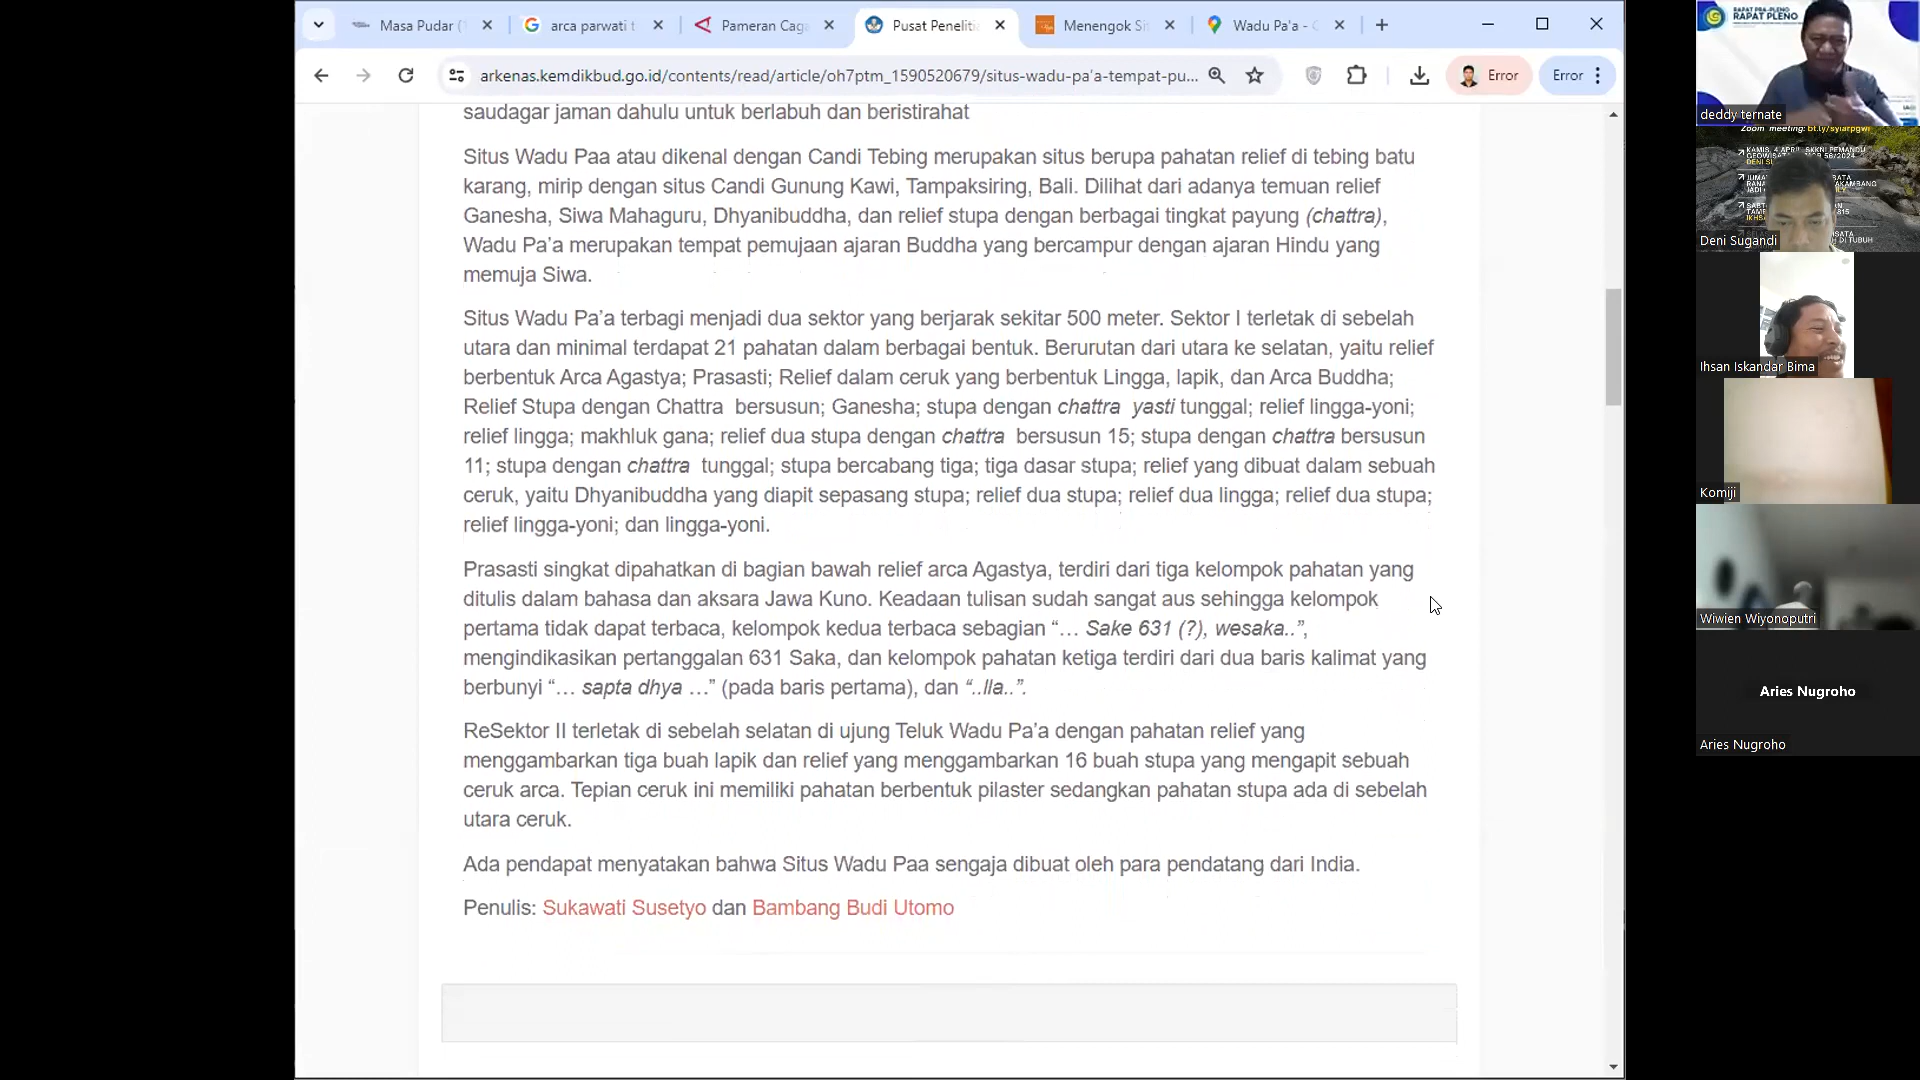 Masa Pudar (
arca parwati t
Pameran Caga
Pusat Peneliti
Menengok Si
Wadu Pa'a - G
arkenas.kemdikbud.go.id/contents/read/article/oh7ptm_1590520679/situs-wadu-pa'a-tempat-pu...
Error
Error
saudagar jaman dahulu untuk berlabuh dan beristirahat
Situs Wadu Paa atau dikenal dengan Candi Tebing merupakan situs berupa pahatan relief di tebing batu
karang, mirip dengan situs Candi Gunung Kawi, Tampaksiring, Bali. Dilihat dari adanya temuan relief
Ganesha, Siwa Mahaguru, Dhyanibuddha, dan relief stupa dengan berbagai tingkat payung (chattra),
Wadu Pa'a merupakan tempat pemujaan ajaran Buddha yang bercampur dengan ajaran Hindu yang
memuja Siwa.
Situs Wadu Pa'a terbagi menjadi dua sektor yang berjarak sekitar 500 meter. Sektor I terletak di sebelah
utara dan minimal terdapat 21 pahatan dalam berbagai bentuk. Berurutan dari utara ke selatan, yaitu relief
berbentuk Arca Agastya; Prasasti; Relief dalam ceruk yang berbentuk Lingga, lapik, dan Arca Buddha;
Relief Stupa dengan Chattra bersusun; Ganesha; stupa dengan chattra yasti tunggal; relief lingga-yoni;
relief lingga; makhluk gana; relief dua stupa dengan chattra bersusun 15; stupa dengan chattra bersusun
11; stupa dengan chattra tunggal; stupa bercabang tiga; tiga dasar stupa; relief yang dibuat dalam sebuah
ceruk, yaitu Dhyanibuddha yang diapit sepasang stupa; relief dua stupa; relief dua lingga; relief dua stupa;
relief lingga-yoni; dan lingga-yoni.
Prasasti singkat dipahatkan di bagian bawah relief arca Agastya, terdiri dari tiga kelompok pahatan yang
ditulis dalam bahasa dan aksara Jawa Kuno. Keadaan tulisan sudah sangat aus sehingga kelompok
pertama tidak dapat terbaca, kelompok kedua terbaca sebagian “… Sake 631 (?), wesaka..”,
mengindikasikan pertanggalan 631 Saka, dan kelompok pahatan ketiga terdiri dari dua baris kalimat yang
berbunyi “… sapta dhya …” (pada baris pertama), dan “..lla..”.
ReSektor II terletak di sebelah selatan di ujung Teluk Wadu Pa'a dengan pahatan relief yang
menggambarkan tiga buah lapik dan relief yang menggambarkan 16 buah stupa yang mengapit sebuah
ceruk arca. Tepian ceruk ini memiliki pahatan berbentuk pilaster sedangkan pahatan stupa ada di sebelah
utara ceruk.
Ada pendapat menyatakan bahwa Situs Wadu Paa sengaja dibuat oleh para pendatang dari India.
Penulis: Sukawati Susetyo dan Bambang Budi Utomo
RAPAT PRA-PLENO
RAPAT PLENO
deddy ternate
Zoom meeting: bt.ly/syiarpgwi
KAMIS, 4 APRIL, SKKNI PEMANDU
Deni Sugandi
Ihsan Iskandar Bima
Komiji
Wiwien Wiyonoputri
Aries Nugroho
Aries Nugroho